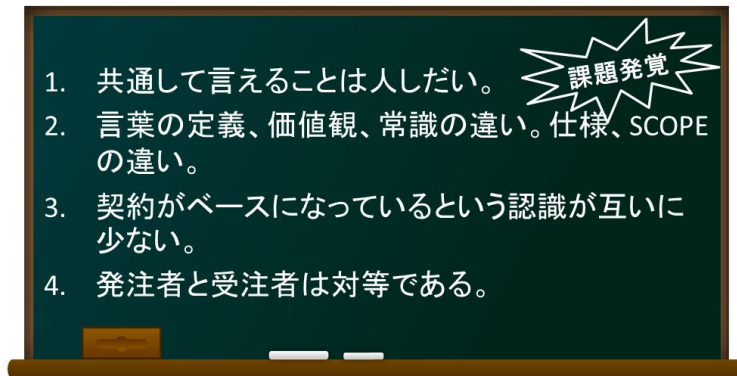 課題発覚
1. 共通して言えることは人しだい。
2. 言葉の定義、価値観、常識の違い。仕様、SCOPE
の違い。
3. 契約がベースになっているという認識が互いに
少ない。
4. 発注者と受注者は対等である。